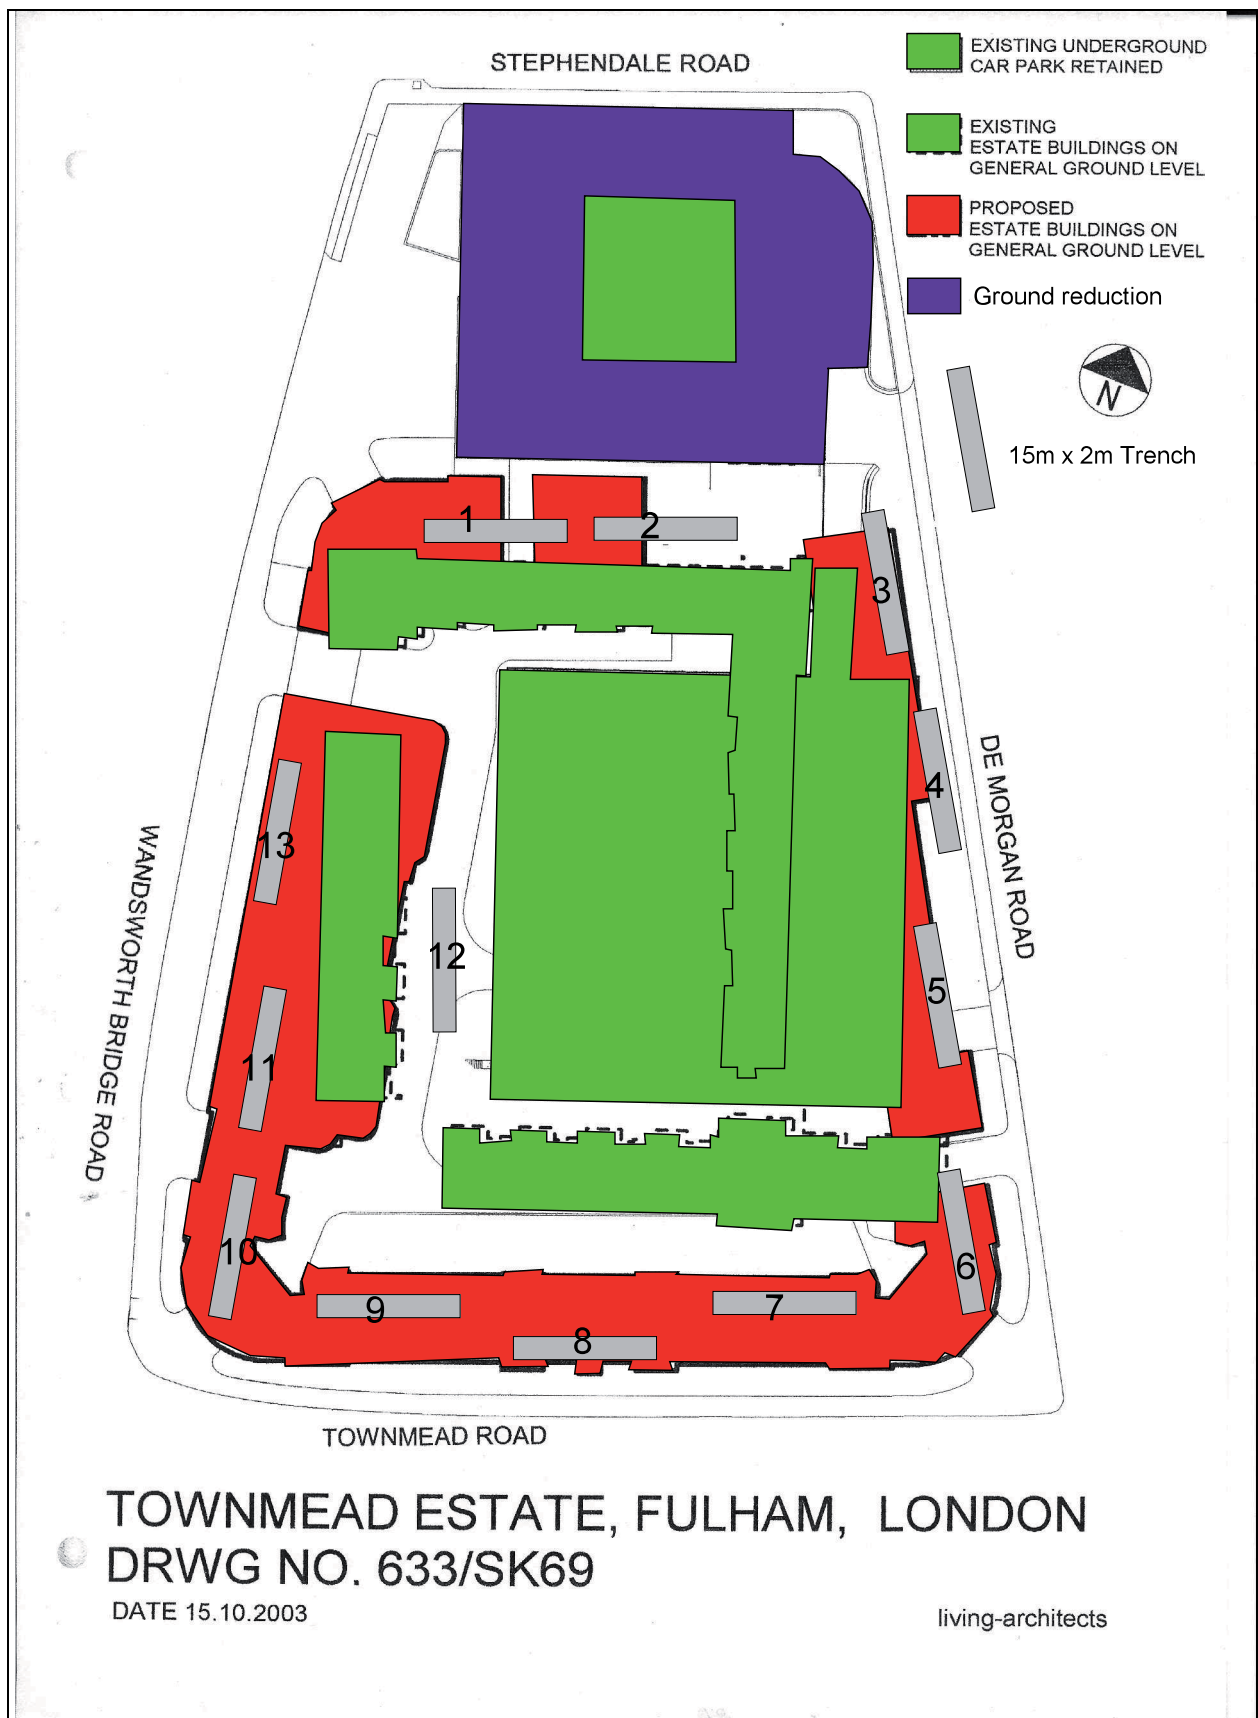 STEPHENDALE ROAD
EXISTING UNDERGROUND
CAR PARK RETAINED
EXISTING
ESTATE BUILDINGS ON
GENERAL GROUND LEVEL
PROPOSED
ESTATE BUILDINGS ON
GENERAL GROUND LEVEL
Ground reduction
N
15m x 2m Trench
1
2
3
4
DE MORGAN ROAD
13
WANDSWORTH BRIDGE ROAD
12
5
11
10
6
9
7
8
TOWNMEAD ROAD
TOWNMEAD ESTATE, FULHAM, LONDON
DRWG NO. 633/SK69
DATE 15.10.2003
living-architects